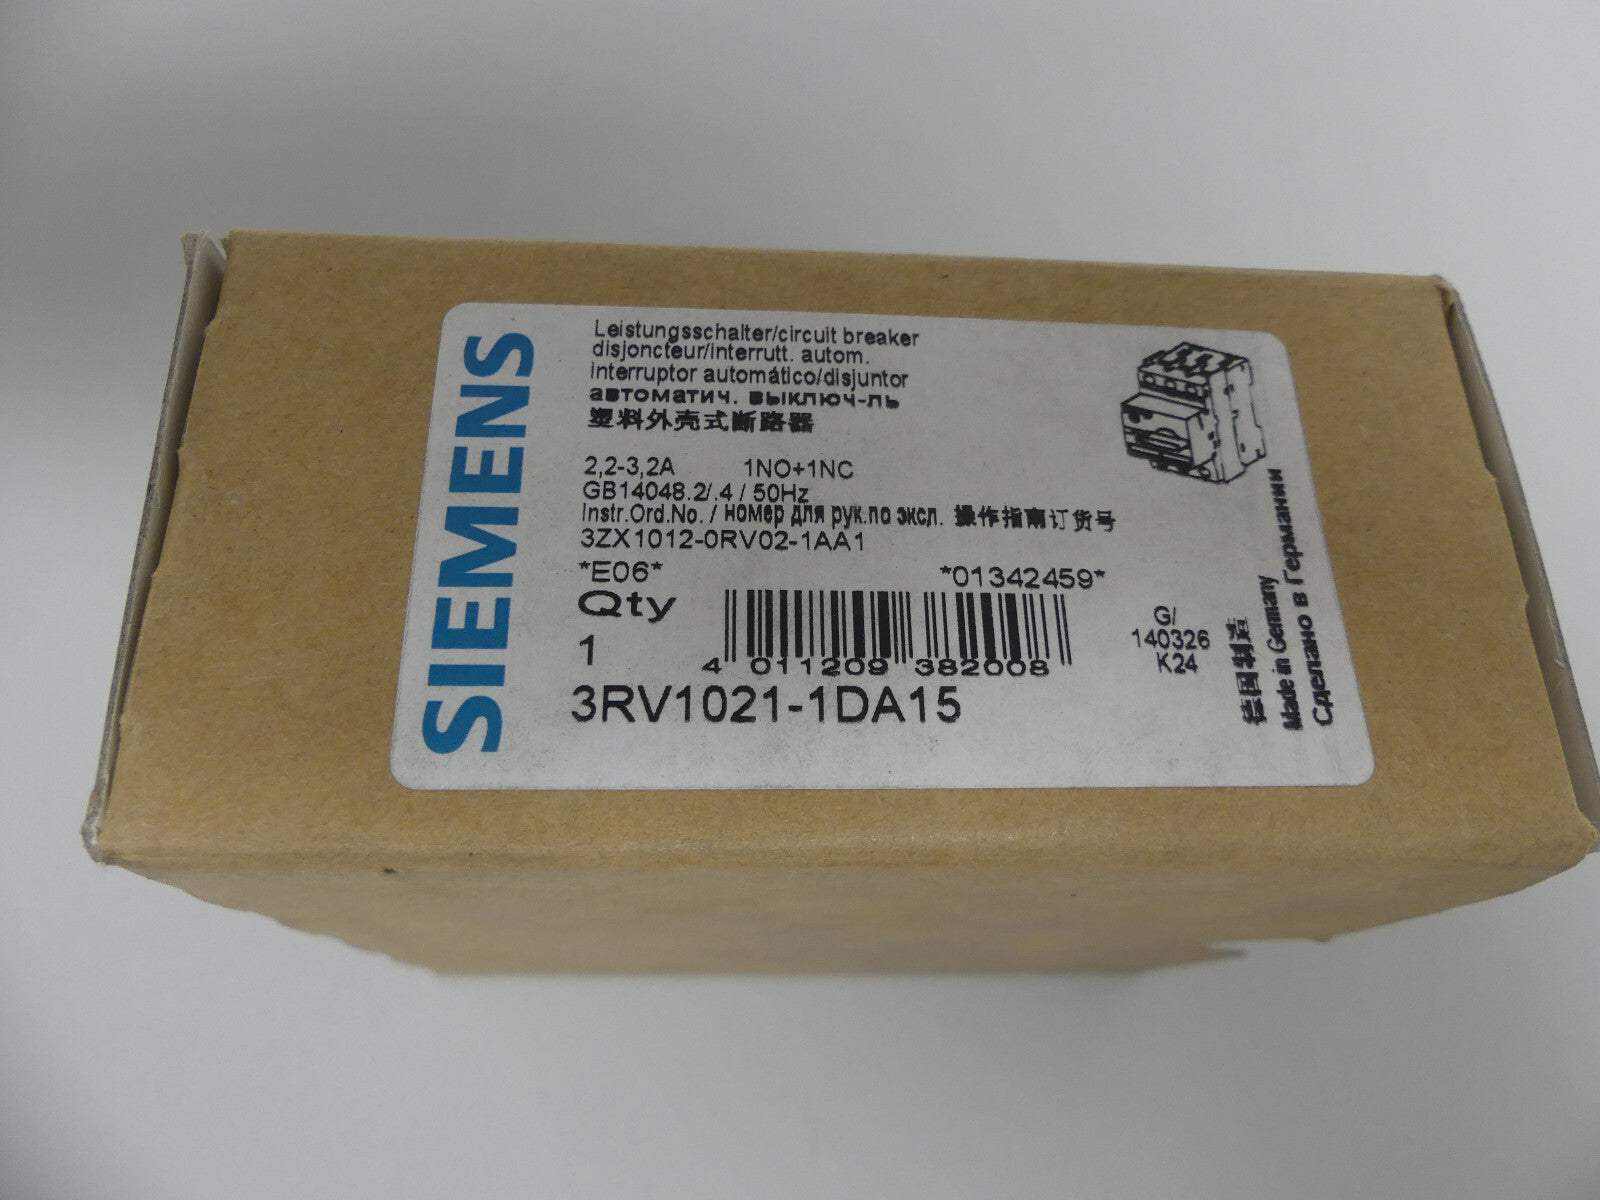 SIEMENS
Leistungsschalter/circuit breaker
disjoncteur/interrutt. autom.
interruptor automático/disjuntor
автоматич. выключ-ль
塑料外壳式断路器
2,2-3,2A 1NO+1NC
GB14048.2/.4 / 50Hz
Instr.Ord.No. / номер для рук.по экспл. 操作指南订货号
3ZX1012-0RV02-1AA1
*E06* *01342459*
Qty
1
4 011209 382008
3RV1021-1DA15
G/
140326
K24
德国制造
Made in Germany
Сделано в Германии